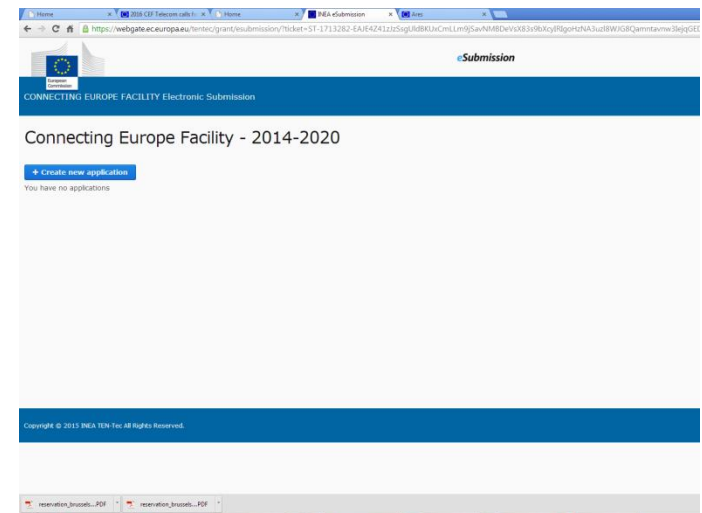 Home
2016 CEF Telecom calls f
Home
INEA eSubmission
Ares
https://webgate.ec.europa.eu/tentec/grant/esubmission/?ticket=ST-1713282-
eSubmission
European
Commission
CONNECTING EUROPE FACILITY Electronic Submission
Connecting Europe Facility - 2014-2020
+ Create new application
You have no applications
Copyright © 2015 INEA TEN-Tec All Rights Reserved.
reservation_brussels....PDF
reservation_brussels....PDF